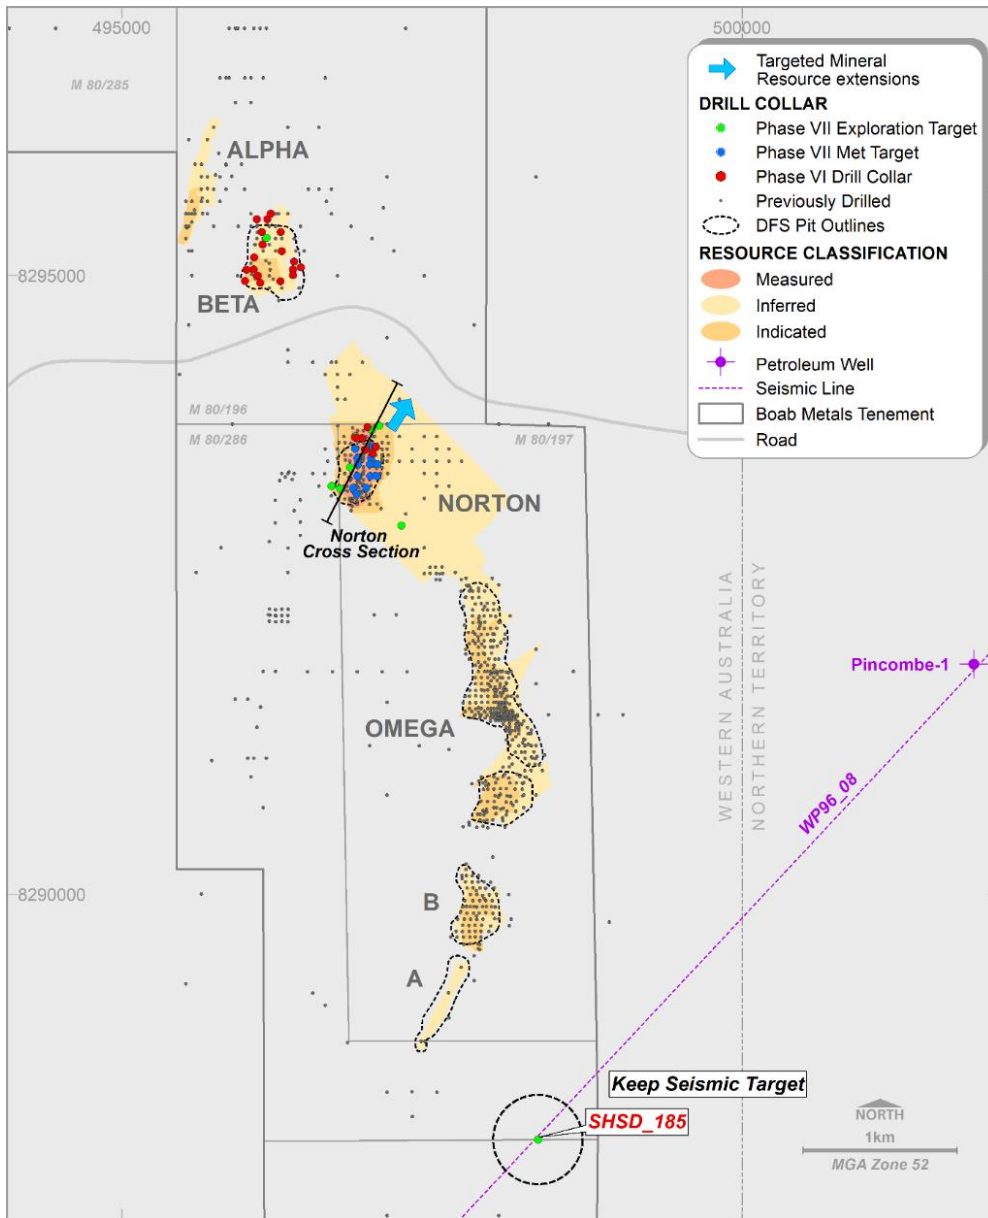 495000
500000
M 80/285
ALPHA
BETA
8295000
M 80/196
M 80/286
M 80/197
NORTON
Norton
Cross Section
OMEGA
WESTERN AUSTRALIA
NORTHERN TERRITORY
Pincombe-1
WP96_08
8290000
B
A
Keep Seismic Target
SHSD_185
NORTH
1km
MGA Zone 52
Targeted Mineral
Resource extensions
DRILL COLLAR
Phase VII Exploration Target
Phase VII Met Target
Phase VI Drill Collar
Previously Drilled
DFS Pit Outlines
RESOURCE CLASSIFICATION
Measured
Inferred
Indicated
Petroleum Well
Seismic Line
Boab Metals Tenement
Road